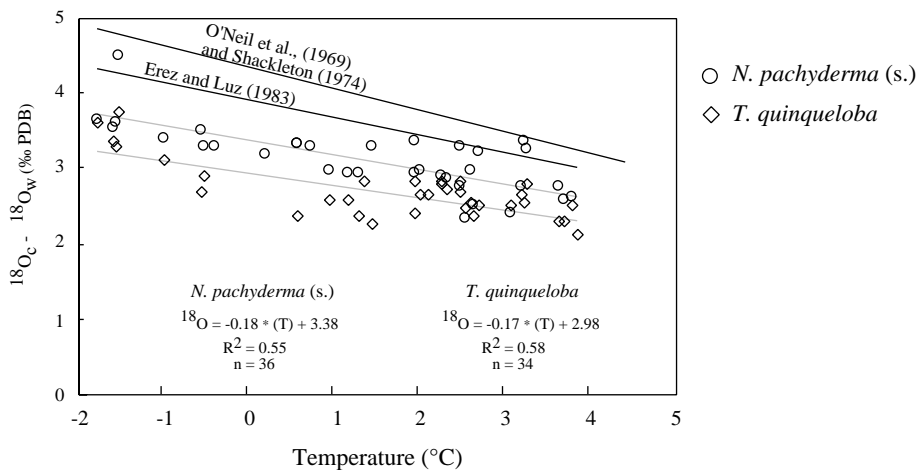 5
4
3
2
1
0
-2
-1
0
1
2
3
4
5
18Oc - 18Ow (‰ PDB)
Temperature (°C)
O'Neil et al., (1969)
and Shackleton (1974)
Erez and Luz (1983)
N. pachyderma (s.)
T. quinqueloba
N. pachyderma (s.)
18O = -0.18 * (T) + 3.38
R2 = 0.55
n = 36
T. quinqueloba
18O = -0.17 * (T) + 2.98
R2 = 0.58
n = 34